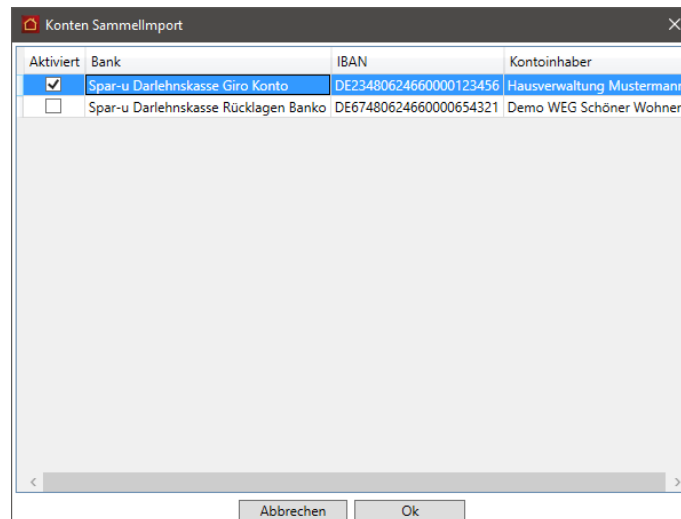 Konten SammelImport
Aktiviert Bank IBAN Kontoinhaber
Spar-u Darlehnskasse Giro Konto DE23480624660000123456 Hausverwaltung Mustermann
Spar-u Darlehnskasse Rücklagen Banko DE67480624660000654321 Demo WEG Schöner Wohnen
Abbrechen Ok